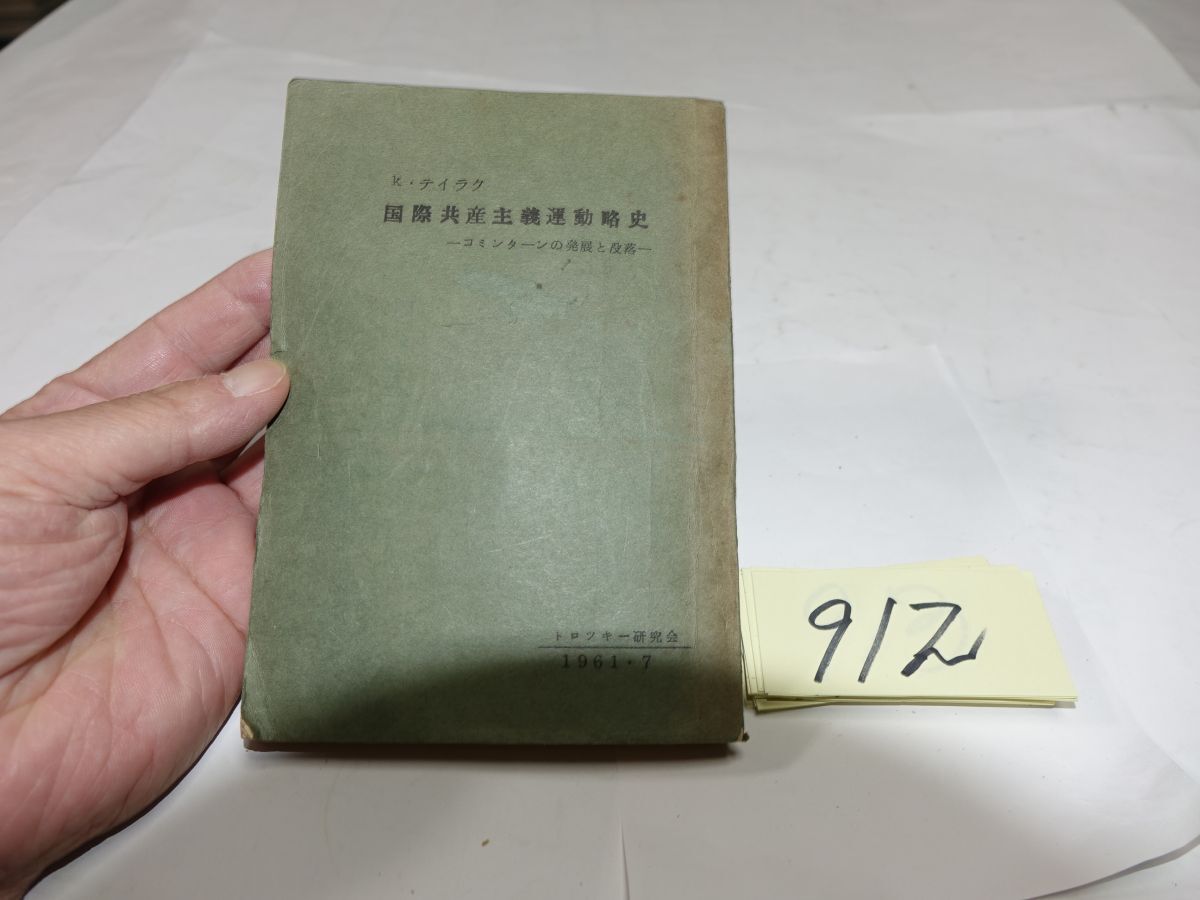 k・テイラク
国際共産主義運動略史
―コミンターンの発展と段落―
トロツキー研究会
1961・7
912